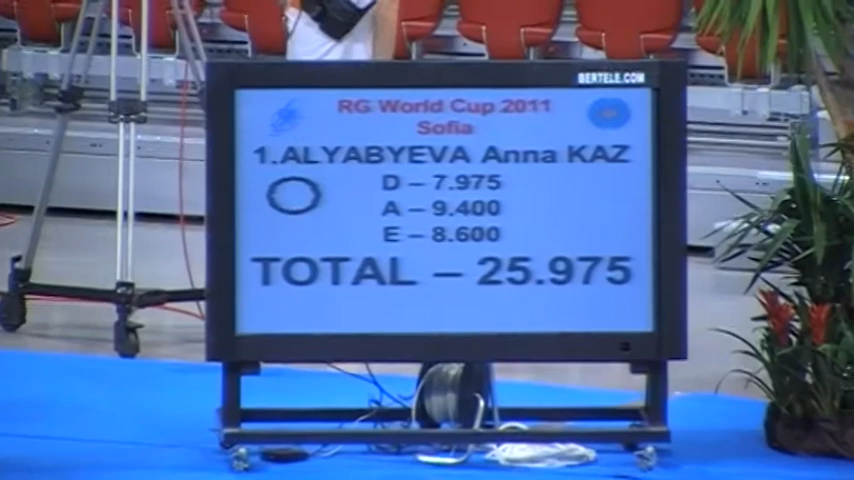 BERTELE.COM
RG World Cup 2011
Sofia
1.ALYABYEVA Anna KAZ
D – 7.975
A – 9.400
E – 8.600
TOTAL – 25.975